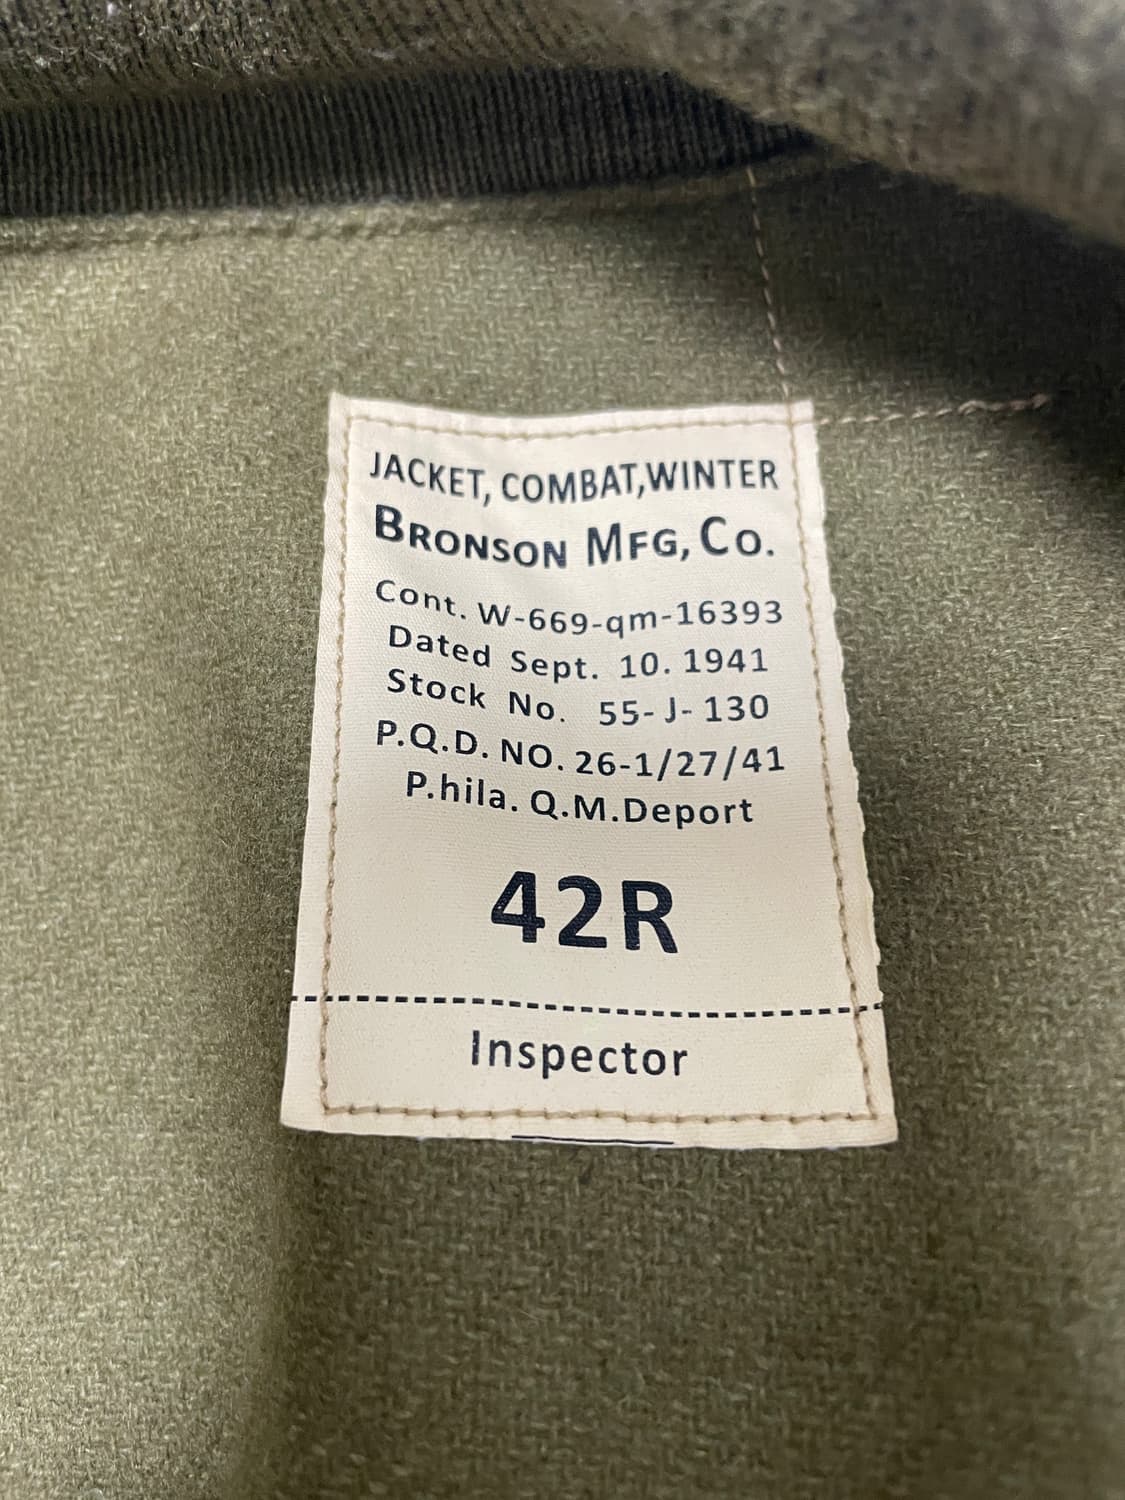 JACKET, COMBAT,WINTER
BRONSON MFG, CO.
Cont. W-669-qm-16393
Dated Sept. 10. 1941
Stock No. 55-J-130
P.Q.D. NO. 26-1/27/41
P.hila. Q.M.Deport
42R
Inspector